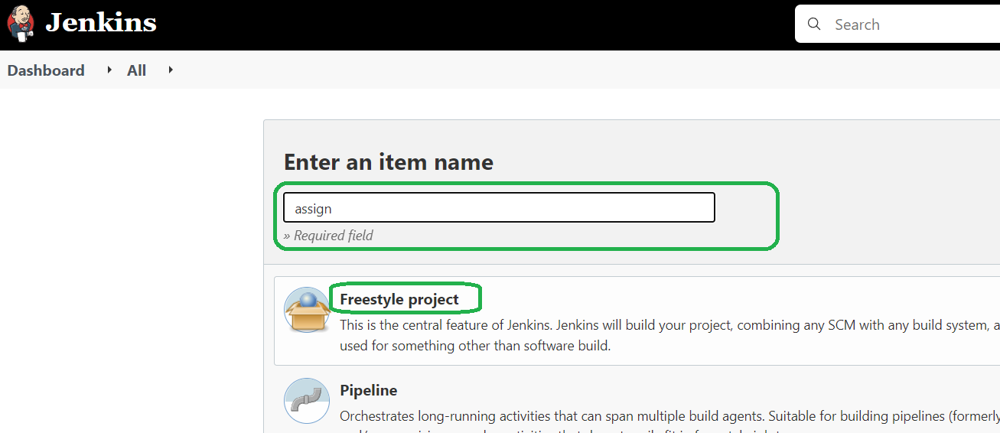 Jenkins
Search
Dashboard
All
Enter an item name
assign
» Required field
Freestyle project
This is the central feature of Jenkins. Jenkins will build your project, combining any SCM with any build system, a
used for something other than software build.
Pipeline
Orchestrates long-running activities that can span multiple build agents. Suitable for building pipelines (formerly